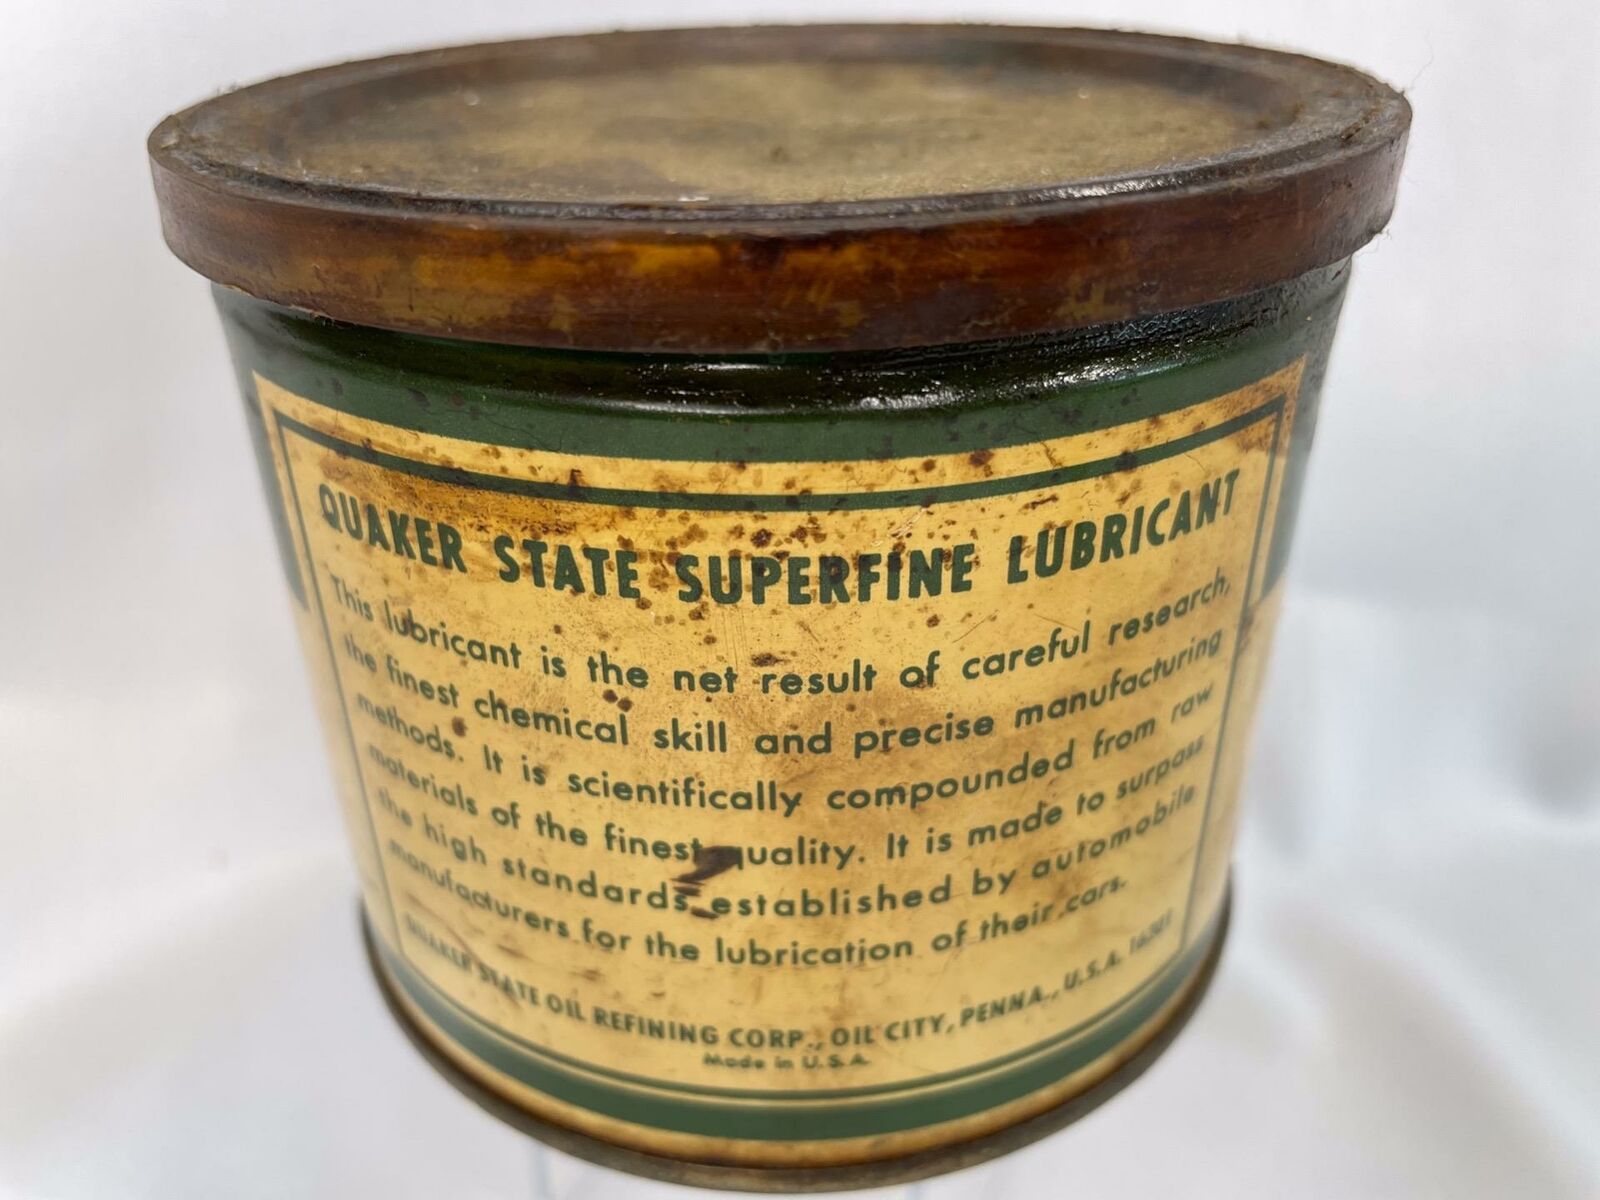 QUAKER STATE SUPERFINE LUBRICANT
This lubricant is the net result of careful research,
the finest chemical skill and precise manufacturing
methods. It is scientifically compounded from raw
materials of the finest quality. It is made to surpass
the high standards established by automobile
manufacturers for the lubrication of their cars.
QUAKER STATE OIL REFINING CORP., OIL CITY, PENNA., U.S.A. 16301
Made in U.S.A.